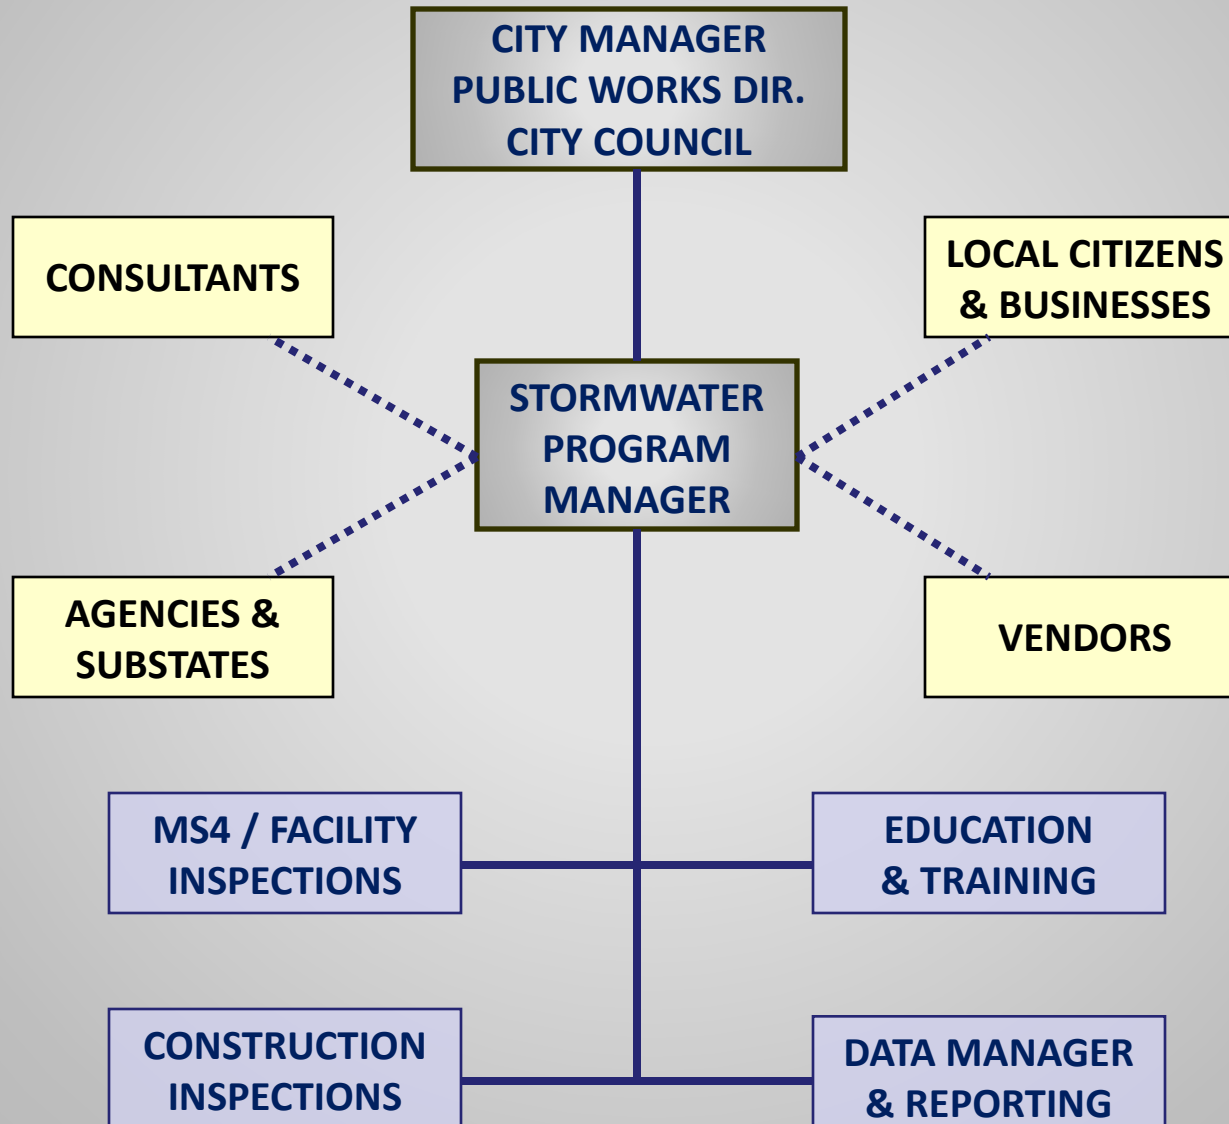 CITY MANAGER
PUBLIC WORKS DIR.
CITY COUNCIL
CONSULTANTS
LOCAL CITIZENS
& BUSINESSES
STORMWATER
PROGRAM
MANAGER
AGENCIES &
SUBSTATES
VENDORS
MS4 / FACILITY
INSPECTIONS
EDUCATION
& TRAINING
CONSTRUCTION
INSPECTIONS
DATA MANAGER
& REPORTING